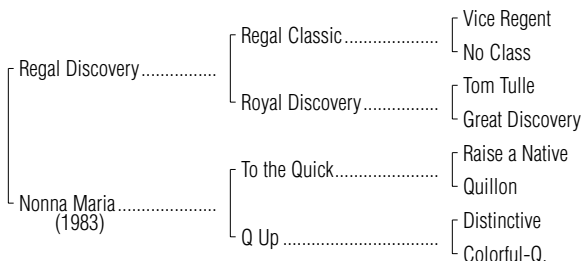 Vice Regent
Regal Classic
No Class
Regal Discovery
Tom Tulle
Royal Discovery
Great Discovery
Raise a Native
To the Quick
Quillon
Nonna Maria
(1983)
Distinctive
Q Up
Colorful-Q.